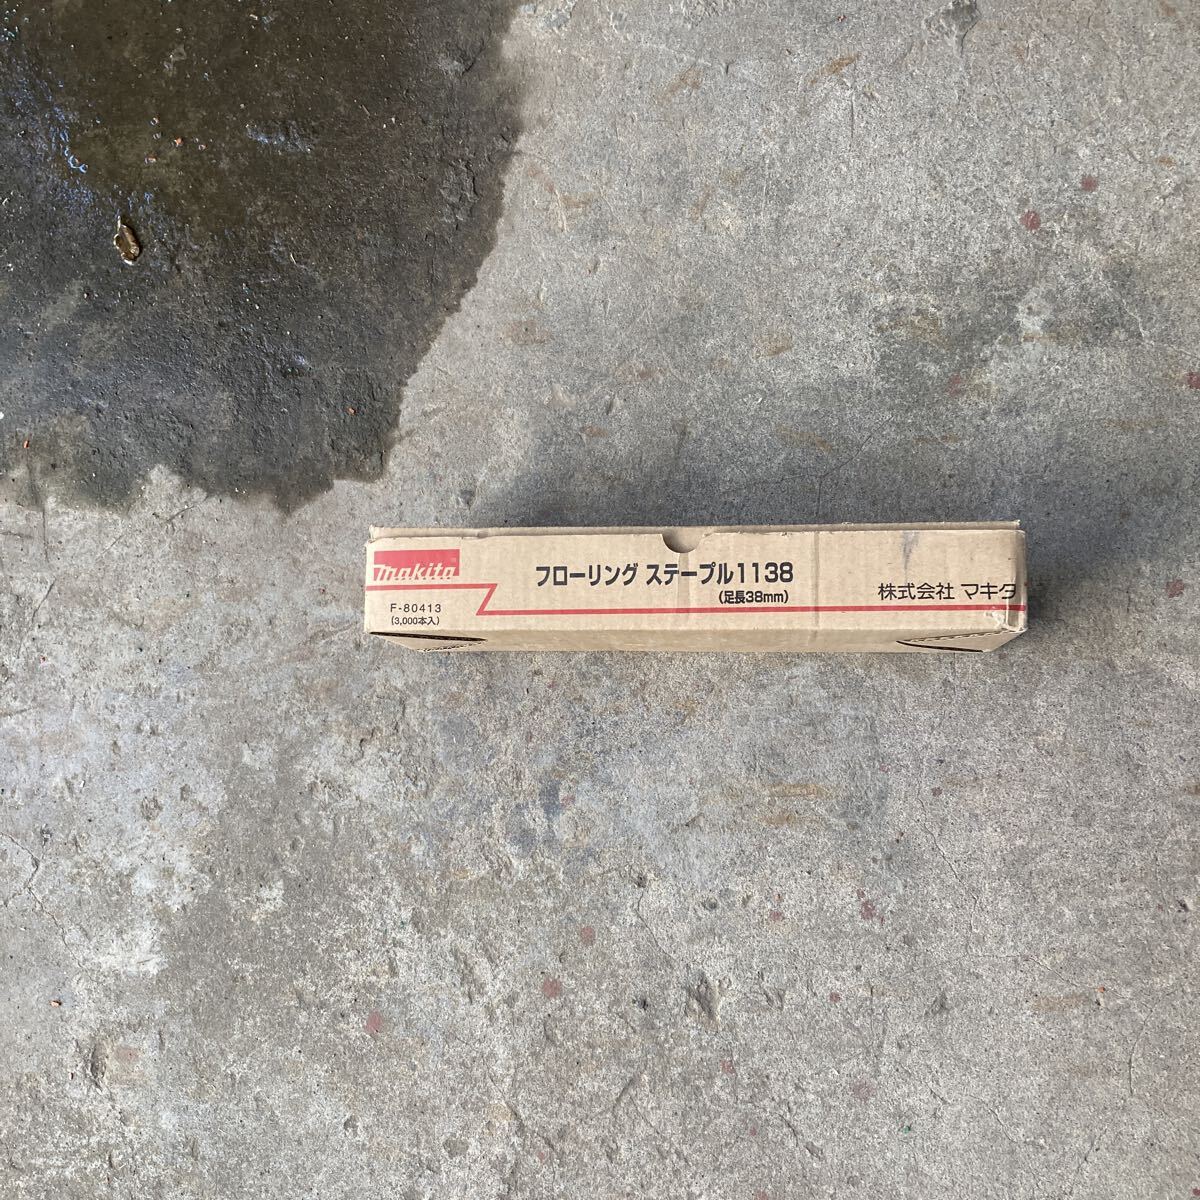 makita®
F-80413
(3,000本入)
フローリング ステープル1138
(足長38mm)
株式会社 マキタ